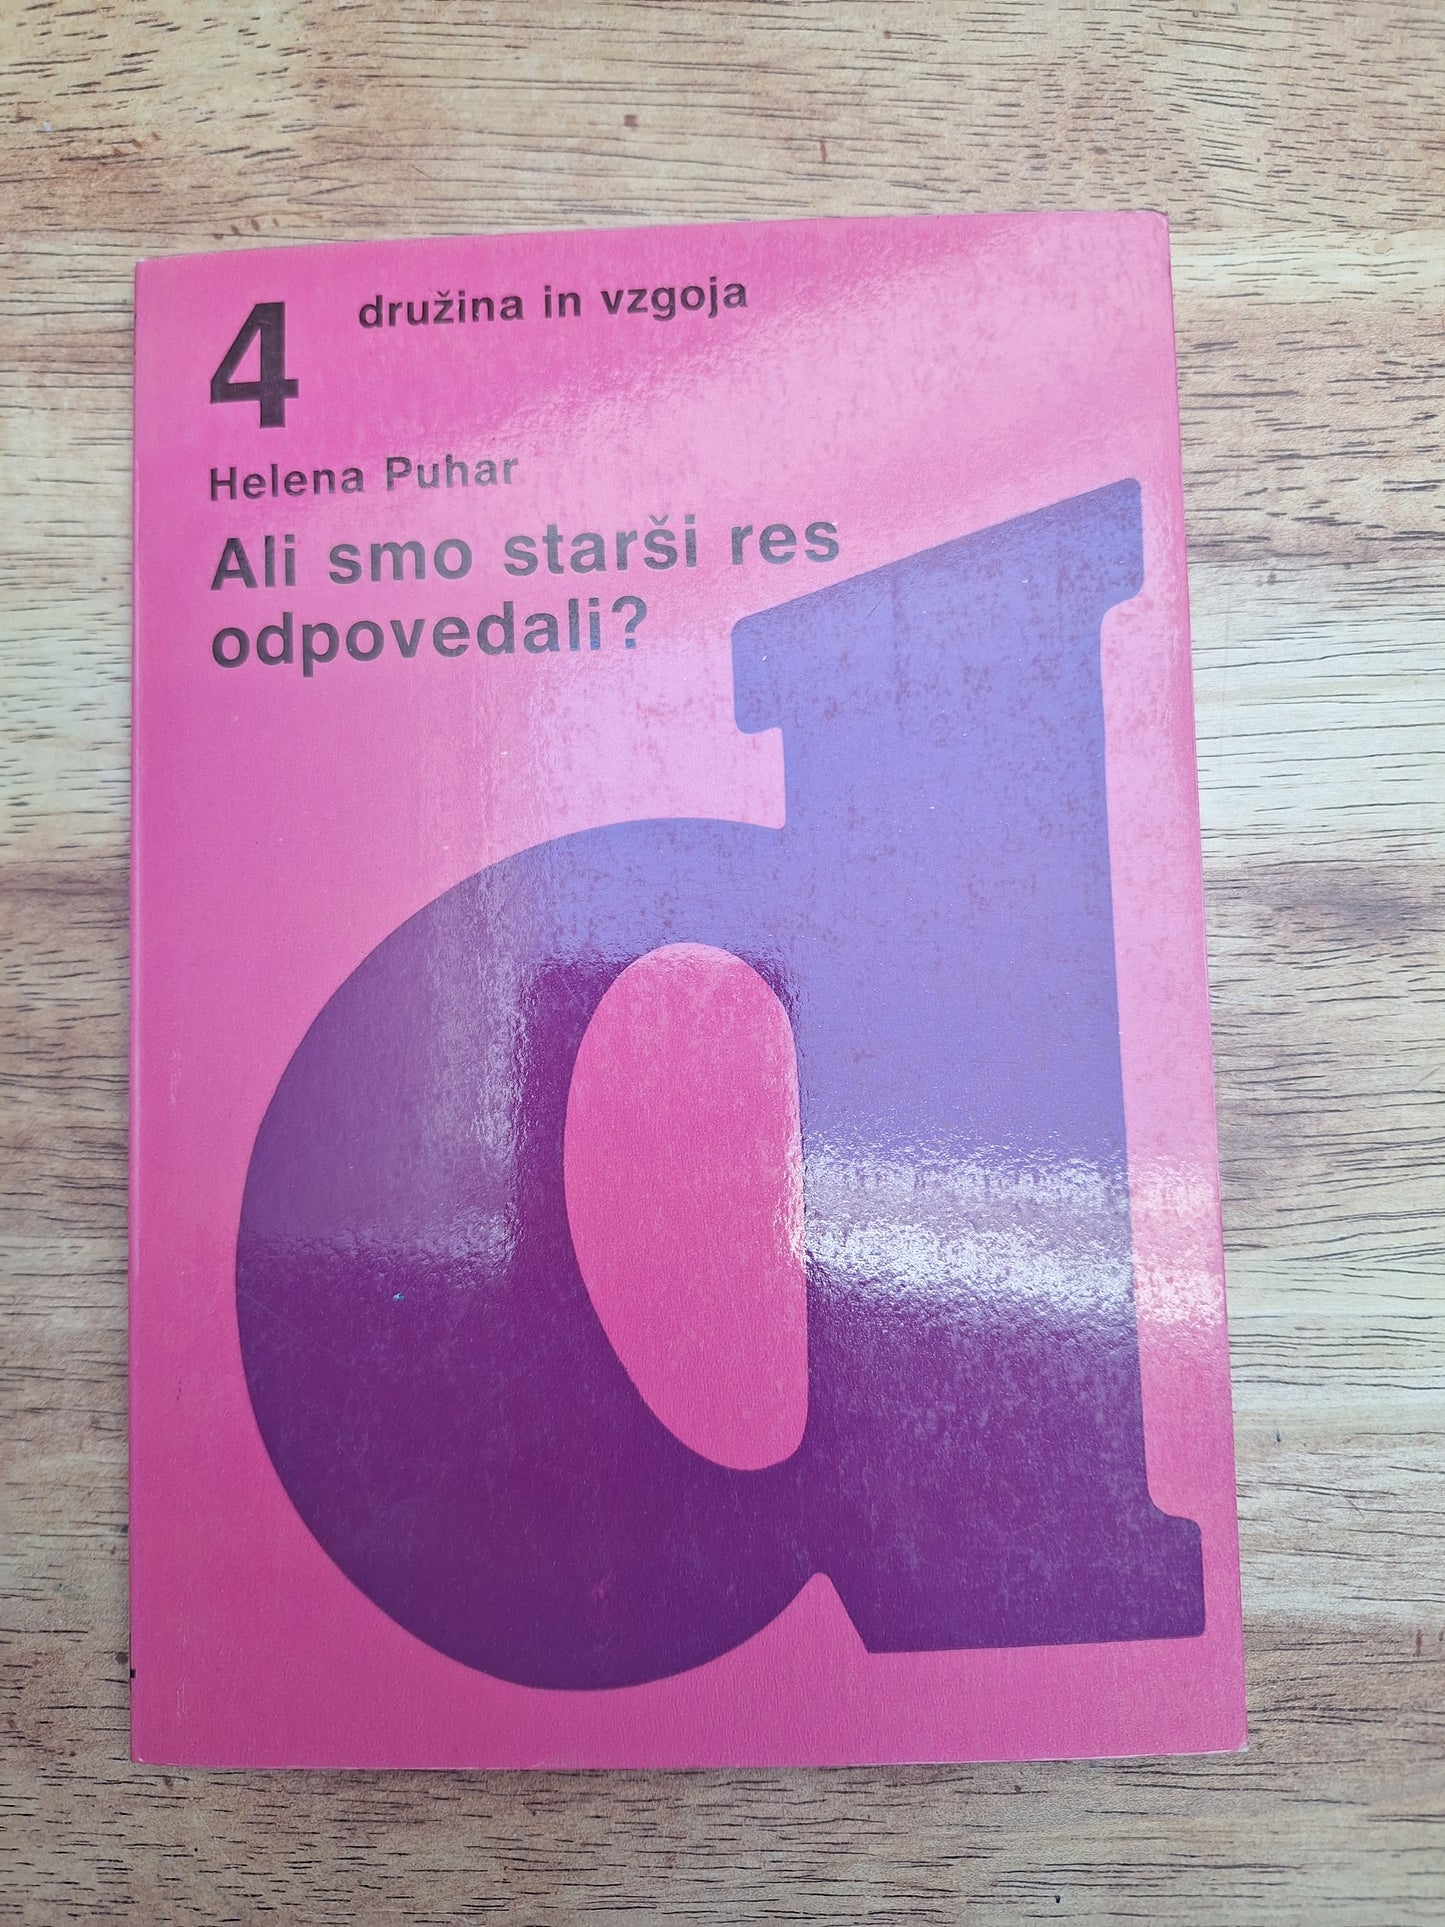 4 družina in vzgoja
Helena Puhar
Ali smo starši res
odpovedali?
d